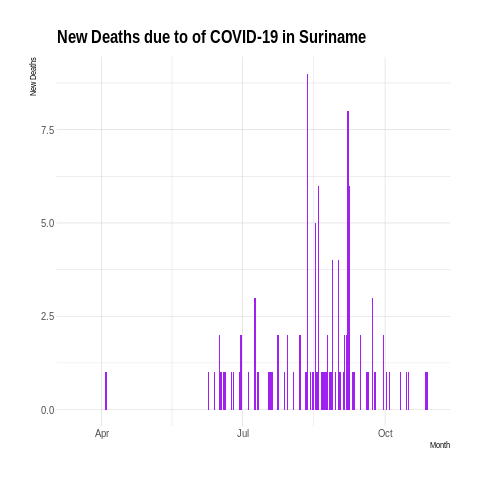 New Deaths due to of COVID-19 in Suriname
New Deaths
7.5
5.0
2.5
0.0
Apr Jul Oct
Month